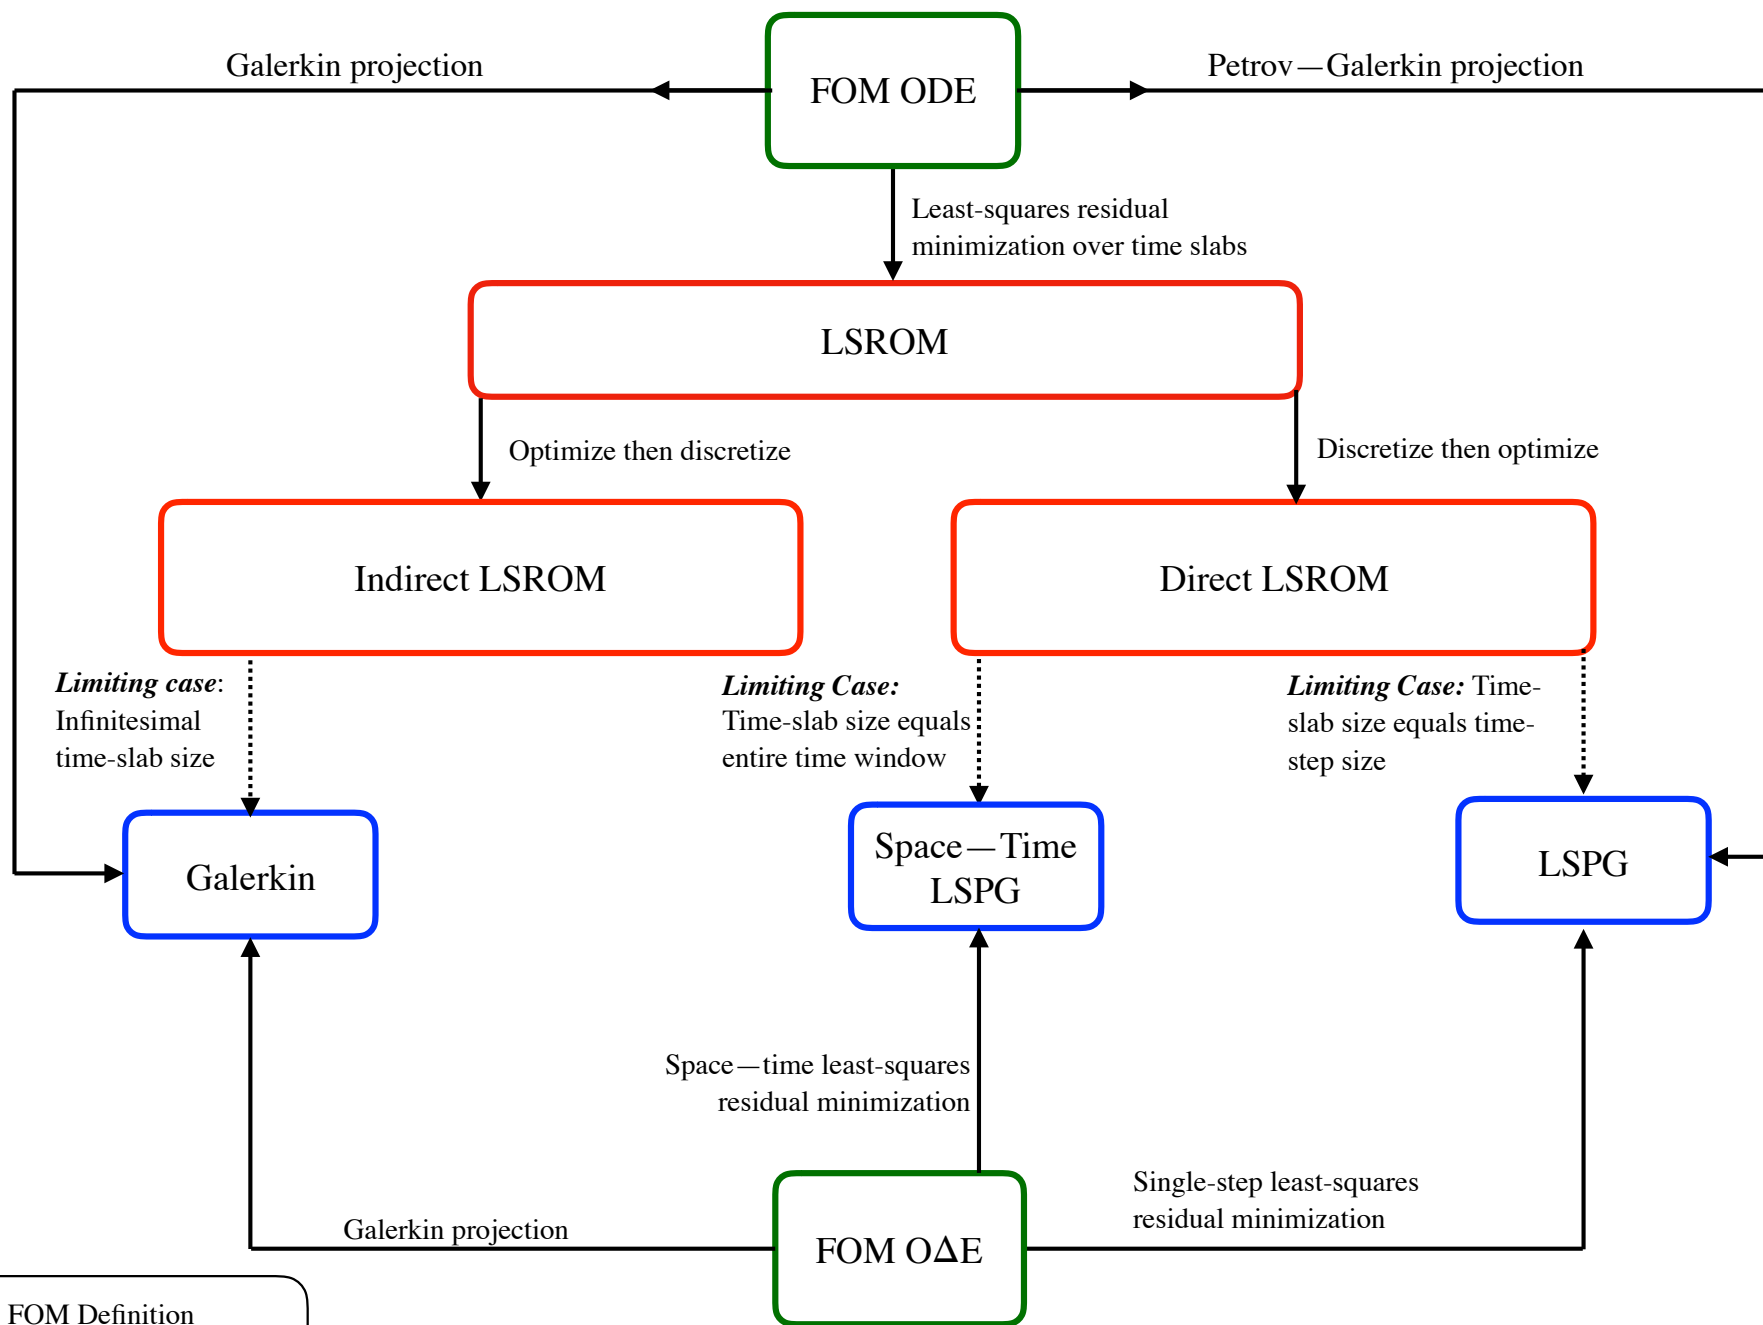 Galerkin projection
FOM ODE
Petrov—Galerkin projection
Least-squares residual
minimization over time slabs
LSROM
Optimize then discretize
Discretize then optimize
Indirect LSROM
Direct LSROM
Limiting case:
Infinitesimal
time-slab size
Limiting Case:
Time-slab size equals
entire time window
Limiting Case: Time-
slab size equals time-
step size
Galerkin
Space—Time
LSPG
LSPG
Space—time least-squares
residual minimization
Single-step least-squares
residual minimization
Galerkin projection
FOM OΔE
FOM Definition